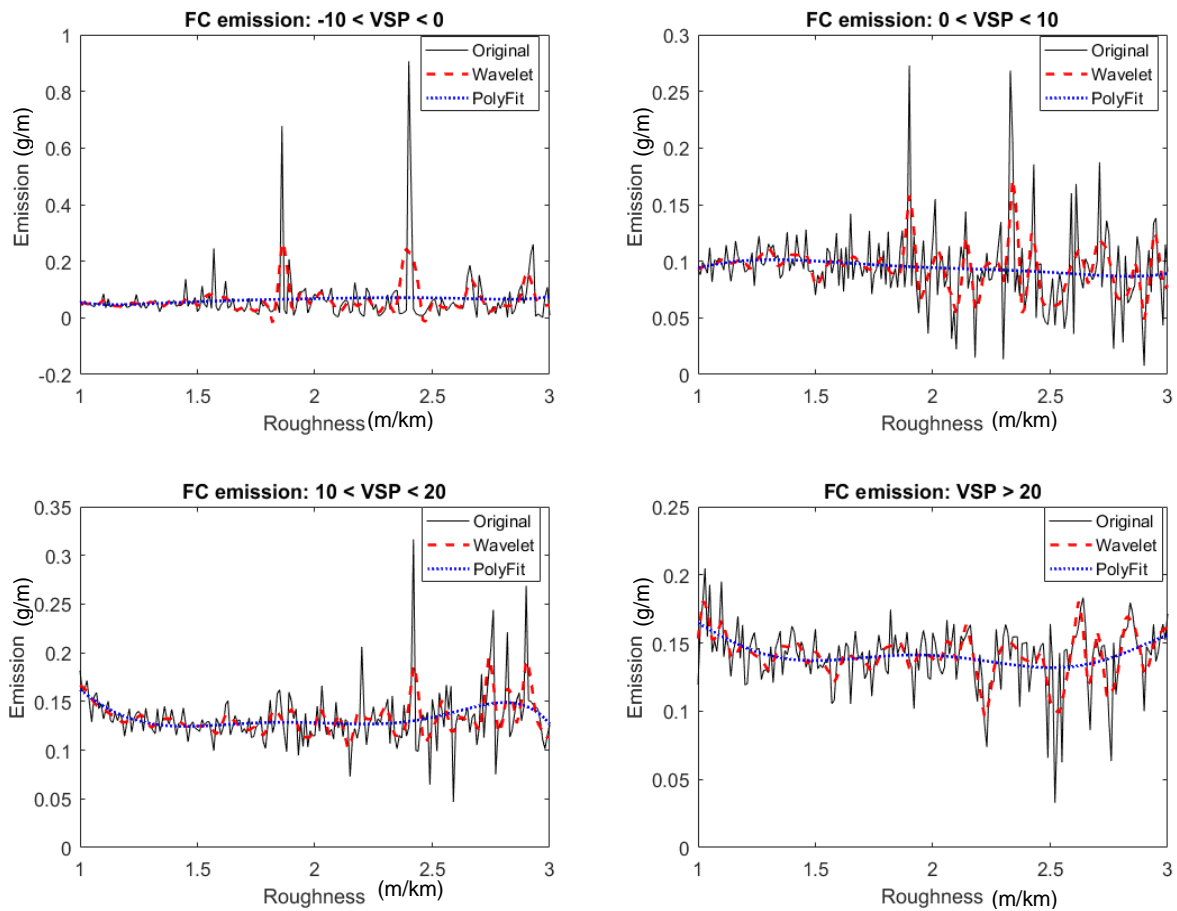 FC emission: -10 < VSP < 0
1
0.8
0.6
0.4
0.2
0
-0.2
Emission (g/m)
Original
Wavelet
PolyFit
1
1.5
2
2.5
3
Roughness (m/km)
FC emission: 0 < VSP < 10
0.3
0.25
0.2
0.15
0.1
0.05
0
Emission (g/m)
Original
Wavelet
PolyFit
1
1.5
2
2.5
3
Roughness (m/km)
FC emission: 10 < VSP < 20
0.35
0.3
0.25
0.2
0.15
0.1
0.05
0
Emission (g/m)
Original
Wavelet
PolyFit
1
1.5
2
2.5
3
Roughness (m/km)
FC emission: VSP > 20
0.25
0.2
0.15
0.1
0.05
0
Emission (g/m)
Original
Wavelet
PolyFit
1
1.5
2
2.5
3
Roughness (m/km)